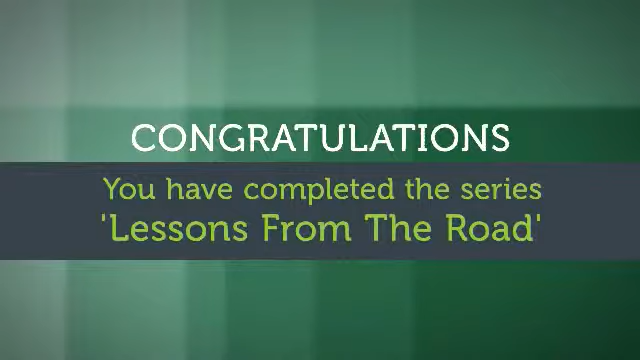 CONGRATULATIONS
You have completed the series
'Lessons From The Road'